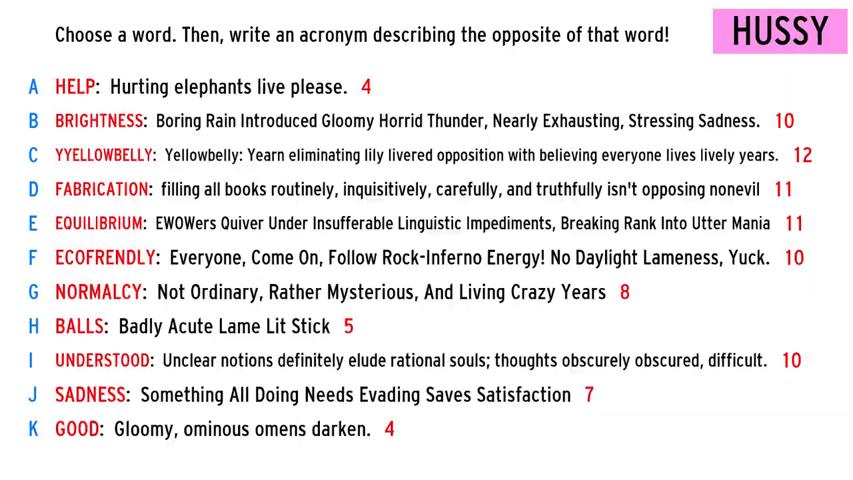 Choose a word. Then, write an acronym describing the opposite of that word!
HUSSY
A HELP: Hurting elephants live please. 4
B BRIGHTNESS: Boring Rain Introduced Gloomy Horrid Thunder, Nearly Exhausting, Stressing Sadness. 10
C YYELLOWBELLY: Yellowbelly: Yearn eliminating lily livered opposition with believing everyone lives lively years. 12
D FABRICATION: filling all books routinely, inquisitively, carefully, and truthfully isn't opposing nonevil 11
E EQUILIBRIUM: EWOWers Quiver Under Insufferable Linguistic Impediments, Breaking Rank Into Utter Mania 11
F ECOFRENDLY: Everyone, Come On, Follow Rock-Inferno Energy! No Daylight Lameness, Yuck. 10
G NORMALCY: Not Ordinary, Rather Mysterious, And Living Crazy Years 8
H BALLS: Badly Acute Lame Lit Stick 5
I UNDERSTOOD: Unclear notions definitely elude rational souls; thoughts obscurely obscured, difficult. 10
J SADNESS: Something All Doing Needs Evading Saves Satisfaction 7
K GOOD: Gloomy, ominous omens darken. 4